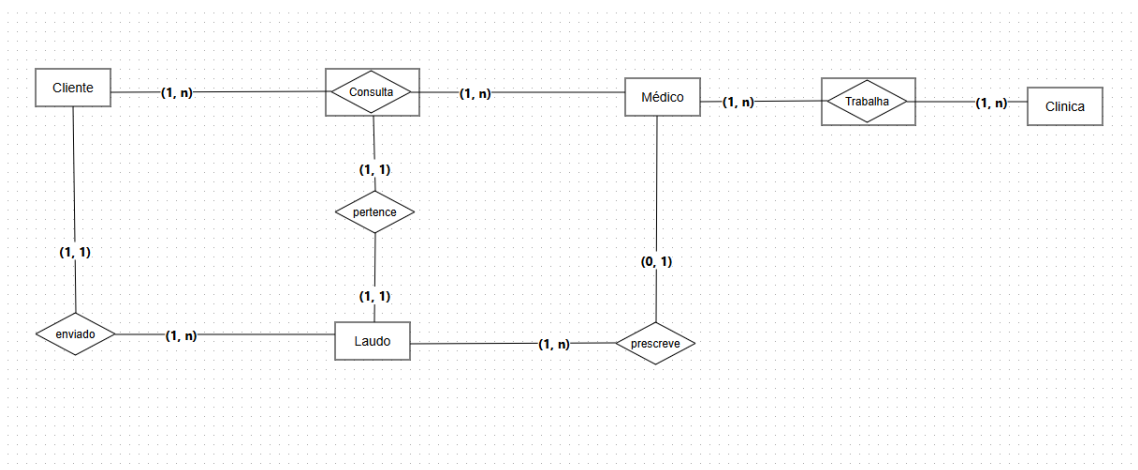 Cliente
(1, n)
Consulta
(1, n)
Médico
(1, n)
Trabalha
(1, n)
Clinica
(1, 1)
pertence
(1, 1)
(0, 1)
(1, 1)
enviado
(1, n)
Laudo
(1, n)
prescreve